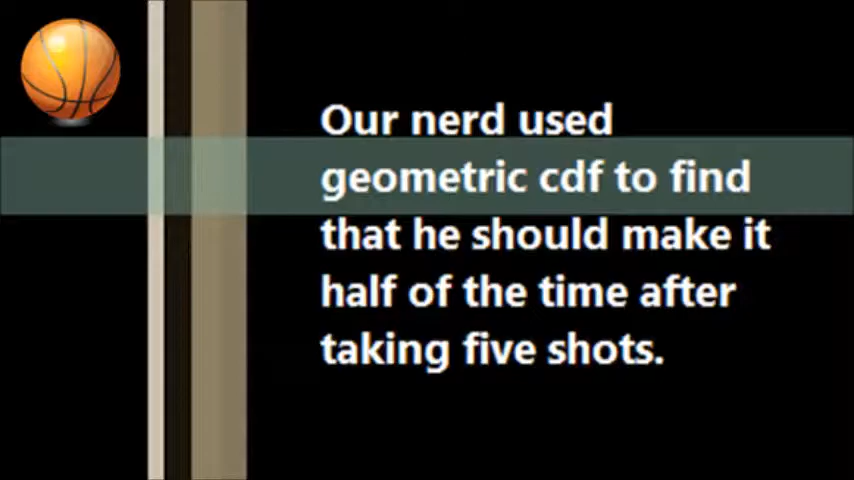 Our nerd used
geometric cdf to find
that he should make it
half of the time after
taking five shots.